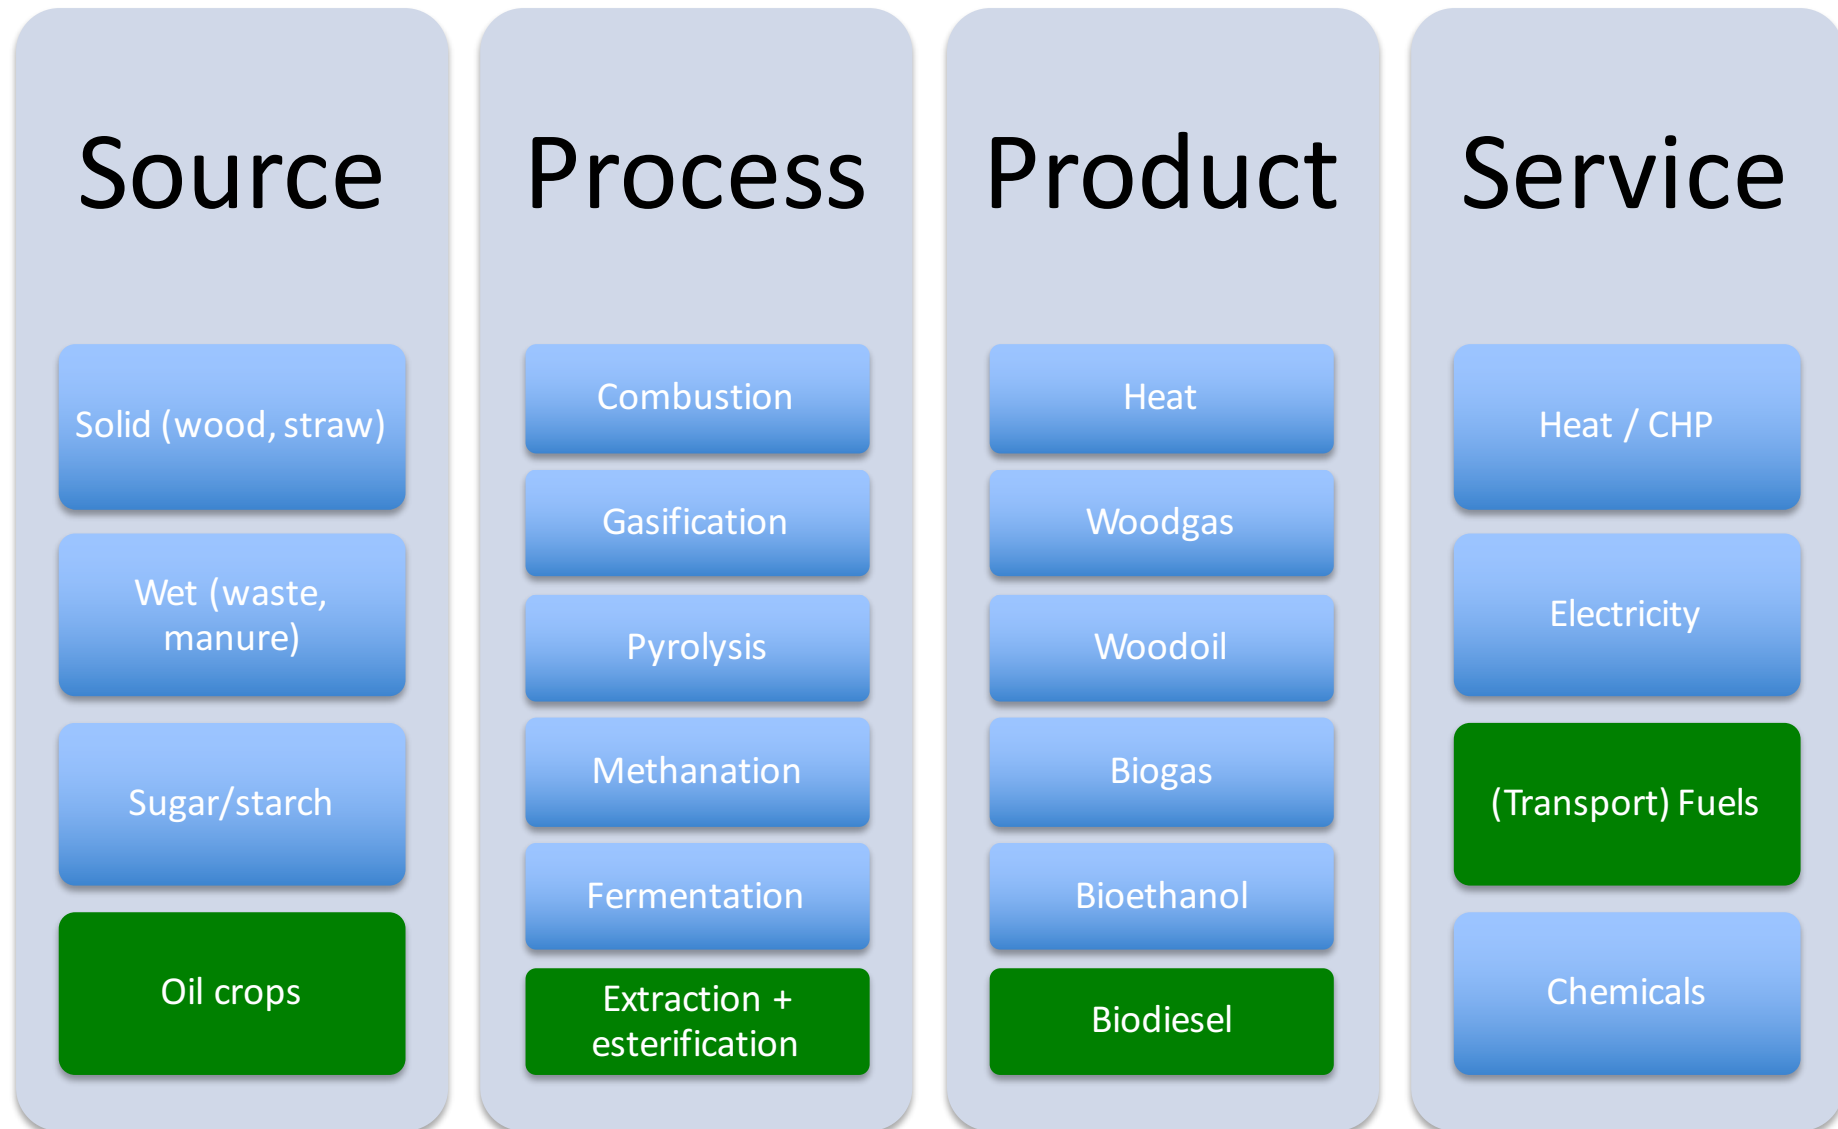 Source
Solid (wood, straw)
Wet (waste,
manure)
Sugar/starch
Oil crops
Process
Combustion
Gasification
Pyrolysis
Methanation
Fermentation
Extraction +
esterification
Product
Heat
Woodgas
Woodoil
Biogas
Bioethanol
Biodiesel
Service
Heat / CHP
Electricity
(Transport) Fuels
Chemicals